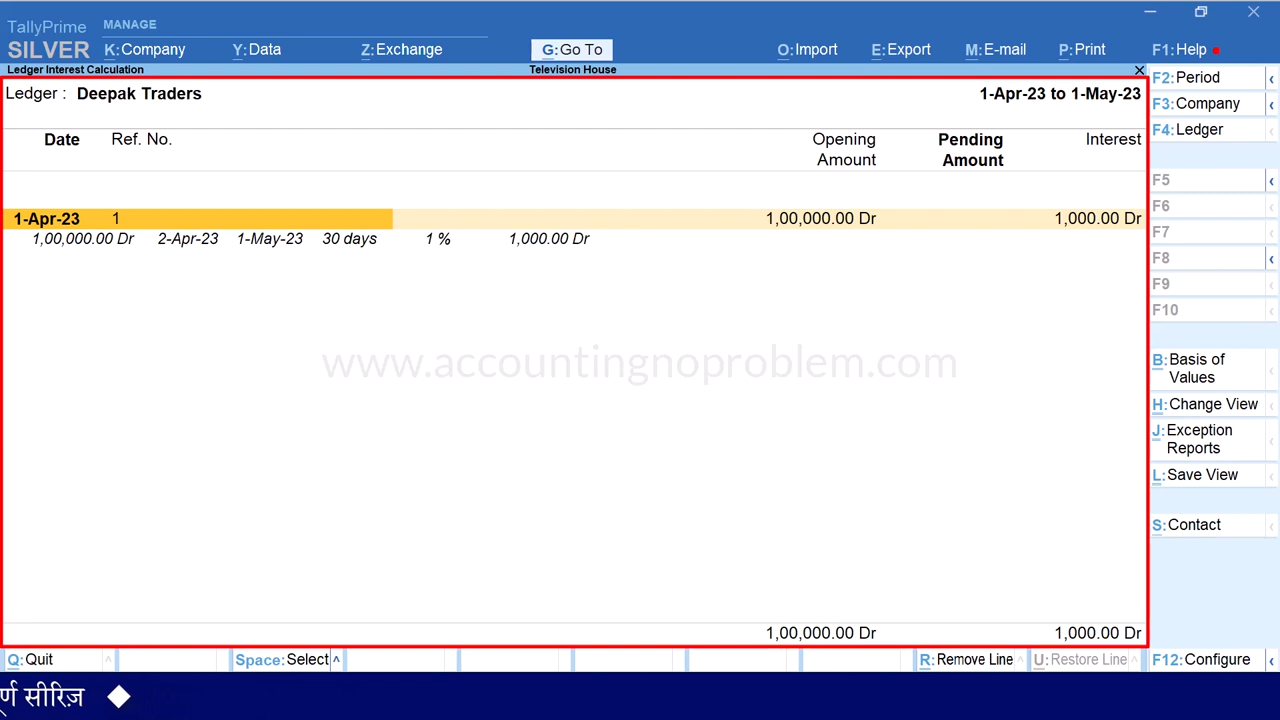 TallyPrime MANAGE
SILVER K:Company Y:Data Z:Exchange G:Go To O:Import E:Export M:E-mail P:Print F1:Help
Ledger Interest Calculation Television House
Ledger : Deepak Traders 1-Apr-23 to 1-May-23
Date Ref. No. Opening Amount Pending Amount Interest
1-Apr-23 1 1,00,000.00 Dr 1,000.00 Dr
1,00,000.00 Dr 2-Apr-23 1-May-23 30 days 1 % 1,000.00 Dr
www.accountingnoproblem.com
1,00,000.00 Dr 1,000.00 Dr
F2:Period
F3:Company
F4:Ledger
F5
F6
F7
F8
F9
F10
B:Basis of
Values
H:Change View
J:Exception
Reports
L:Save View
S:Contact
Q:Quit Space:Select R:Remove Line U:Restore Line F12:Configure
सीरिज़